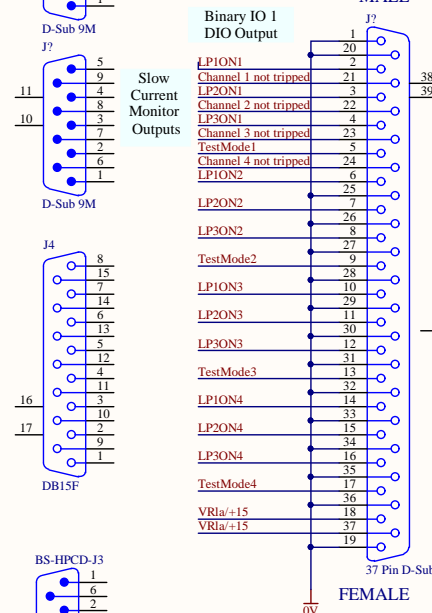 1
D-Sub 9M
J?
5
9
4
8
3
7
2
6
1
11
10
D-Sub 9M
Slow
Current
Monitor
Outputs
J4
8
15
7
14
6
13
5
12
4
11
3
10
2
9
1
16
17
DB15F
BS-HPCD-J3
1
6
2
Binary IO 1
DIO Output
J?
1
20
LP1ON1 2
Channel 1 not tripped 21
LP2ON1 3
Channel 2 not tripped 22
LP3ON1 4
Channel 3 not tripped 23
TestMode1 5
Channel 4 not tripped 24
LP1ON2 6
25
LP2ON2 7
26
LP3ON2 8
27
TestMode2 9
28
LP1ON3 10
29
LP2ON3 11
30
LP3ON3 12
31
TestMode3 13
32
LP1ON4 14
33
LP2ON4 15
34
LP3ON4 16
35
TestMode4 17
36
VRla/+15 18
VRla/+15 37
19
38
39
37 Pin D-Sub
FEMALE
0V